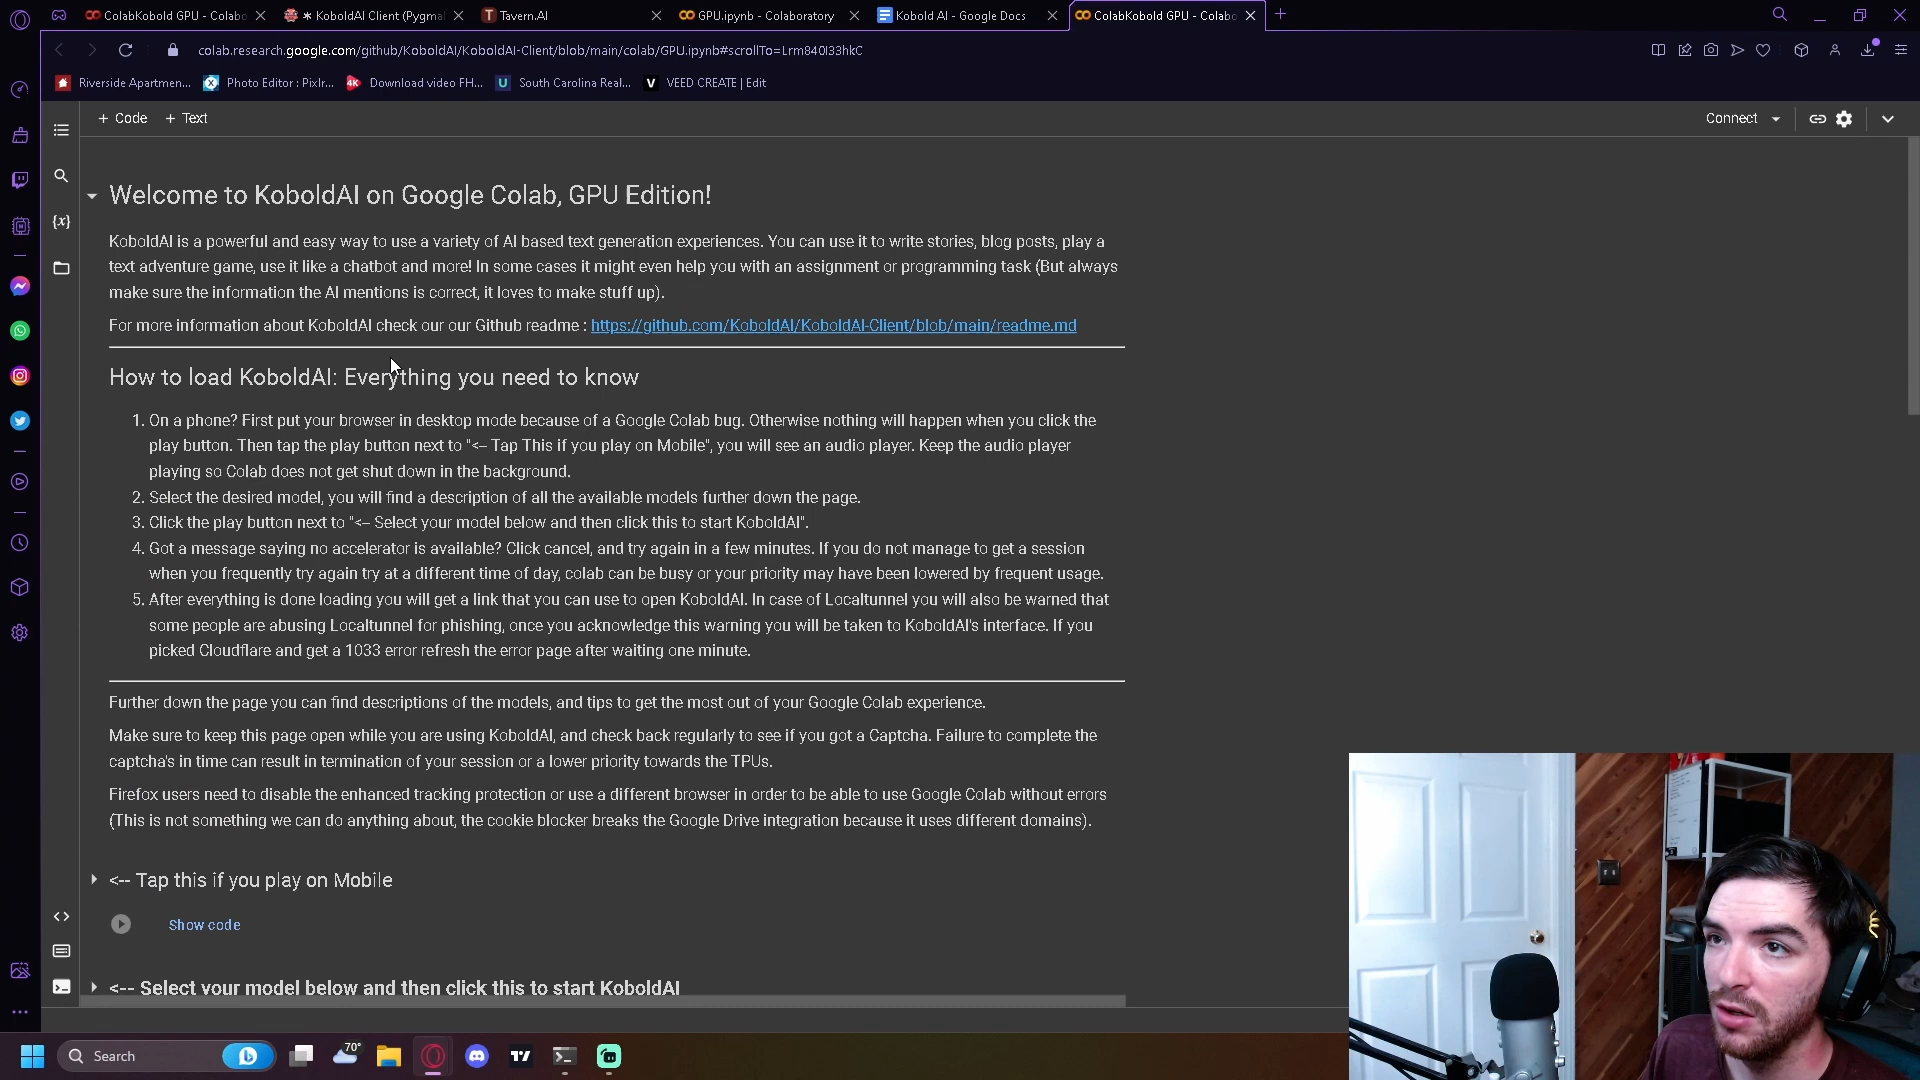 ColabKobold GPU - Colabo
KoboldAI Client (Pygmal
Tavern.AI
GPU.ipynb - Colaboratory
Kobold AI - Google Docs
ColabKobold GPU - Colabo
colab.research.google.com/github/KoboldAI/KoboldAI-Client/blob/main/colab/GPU.ipynb#scrollTo=Lrm840I33hkC
Riverside Apartmen...
Photo Editor : Pixlr...
4K
Download video FH...
U
South Carolina Real...
V
VEED CREATE | Edit
+ Code
+ Text
Connect
Welcome to KoboldAI on Google Colab, GPU Edition!
KoboldAI is a powerful and easy way to use a variety of AI based text generation experiences. You can use it to write stories, blog posts, play a
text adventure game, use it like a chatbot and more! In some cases it might even help you with an assignment or programming task (But always
make sure the information the AI mentions is correct, it loves to make stuff up).
For more information about KoboldAI check our our Github readme : https://github.com/KoboldAI/KoboldAI-Client/blob/main/readme.md
How to load KoboldAI: Everything you need to know
1. On a phone? First put your browser in desktop mode because of a Google Colab bug. Otherwise nothing will happen when you click the
play button. Then tap the play button next to "<-- Tap This if you play on Mobile", you will see an audio player. Keep the audio player
playing so Colab does not get shut down in the background.
2. Select the desired model, you will find a description of all the available models further down the page.
3. Click the play button next to "<-- Select your model below and then click this to start KoboldAI".
4. Got a message saying no accelerator is available? Click cancel, and try again in a few minutes. If you do not manage to get a session
when you frequently try again try at a different time of day, colab can be busy or your priority may have been lowered by frequent usage.
5. After everything is done loading you will get a link that you can use to open KoboldAI. In case of Localtunnel you will also be warned that
some people are abusing Localtunnel for phishing, once you acknowledge this warning you will be taken to KoboldAI's interface. If you
picked Cloudflare and get a 1033 error refresh the error page after waiting one minute.
Further down the page you can find descriptions of the models, and tips to get the most out of your Google Colab experience.
Make sure to keep this page open while you are using KoboldAI, and check back regularly to see if you got a Captcha. Failure to complete the
captcha's in time can result in termination of your session or a lower priority towards the TPUs.
Firefox users need to disable the enhanced tracking protection or use a different browser in order to be able to use Google Colab without errors
(This is not something we can do anything about, the cookie blocker breaks the Google Drive integration because it uses different domains).
<-- Tap this if you play on Mobile
Show code
<-- Select your model below and then click this to start KoboldAI
Search
70°